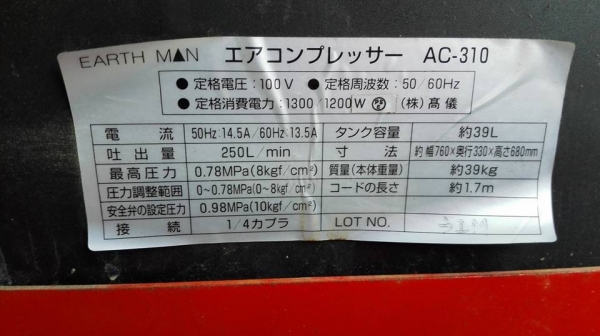 EARTH MAN エアコンプレッサー AC-310
● 定格電圧：100V ● 定格周波数：50/60Hz
● 定格消費電力：1300/1200W (株)髙儀
電流 50Hz:14.5A/60Hz:13.5A タンク容量 約39L
吐出量 250L/min 寸法 約 幅760×奥行330×高さ680mm
最高圧力 0.78MPa(8kgf/cm²) 質量(本体重量) 約39kg
圧力調整範囲 0~0.78MPa(0~8kgf/cm²) コードの長さ 約1.7m
安全弁の設定圧力 0.98MPa(10kgf/cm²)
接続 1/4カプラ LOT NO.